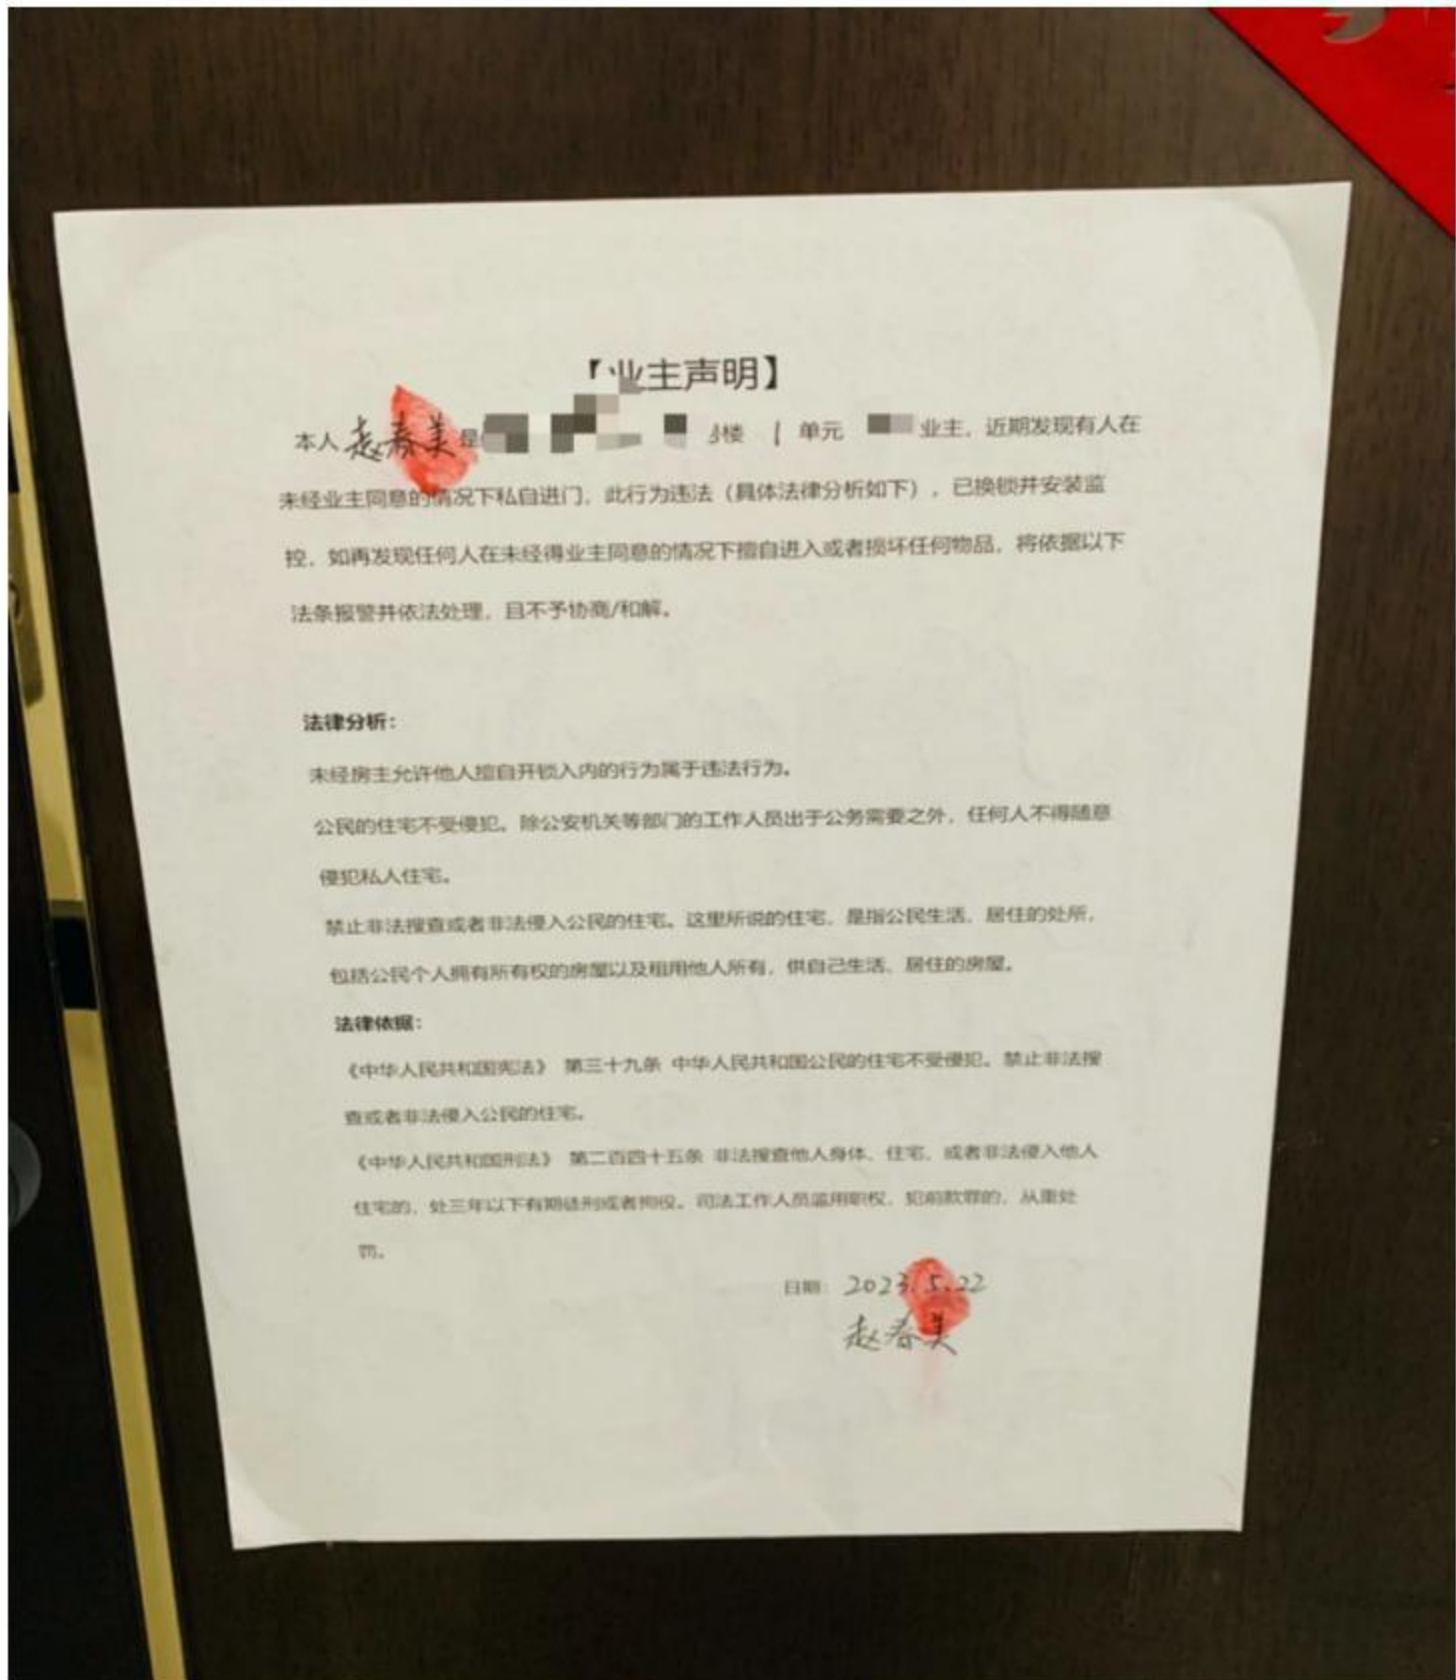 【业主声明】
本人赵春美是 楼 1 单元 业主，近期发现有人在
未经业主同意的情况下私自进门，此行为违法（具体法律分析如下），已换锁并安装监
控，如再发现任何人在未经得业主同意的情况下擅自进入或者损坏任何物品，将依据以下
法条报警并依法处理，且不予协商/和解。
法律分析：
未经房主允许他人擅自开锁入内的行为属于违法行为。
公民的住宅不受侵犯。除公安机关等部门的工作人员出于公务需要之外，任何人不得随意
侵犯私人住宅。
禁止非法搜查或者非法侵入公民的住宅。这里所说的住宅，是指公民生活、居住的处所，
包括公民个人拥有所有权的房屋以及租用他人所有，供自己生活、居住的房屋。
法律依据：
《中华人民共和国宪法》 第三十九条 中华人民共和国公民的住宅不受侵犯。禁止非法搜
查或者非法侵入公民的住宅。
《中华人民共和国刑法》 第二百四十五条 非法搜查他人身体、住宅，或者非法侵入他人
住宅的，处三年以下有期徒刑或者拘役。司法工作人员滥用职权，犯前款罪的，从重处
罚。
日期：2023.5.22
赵春美